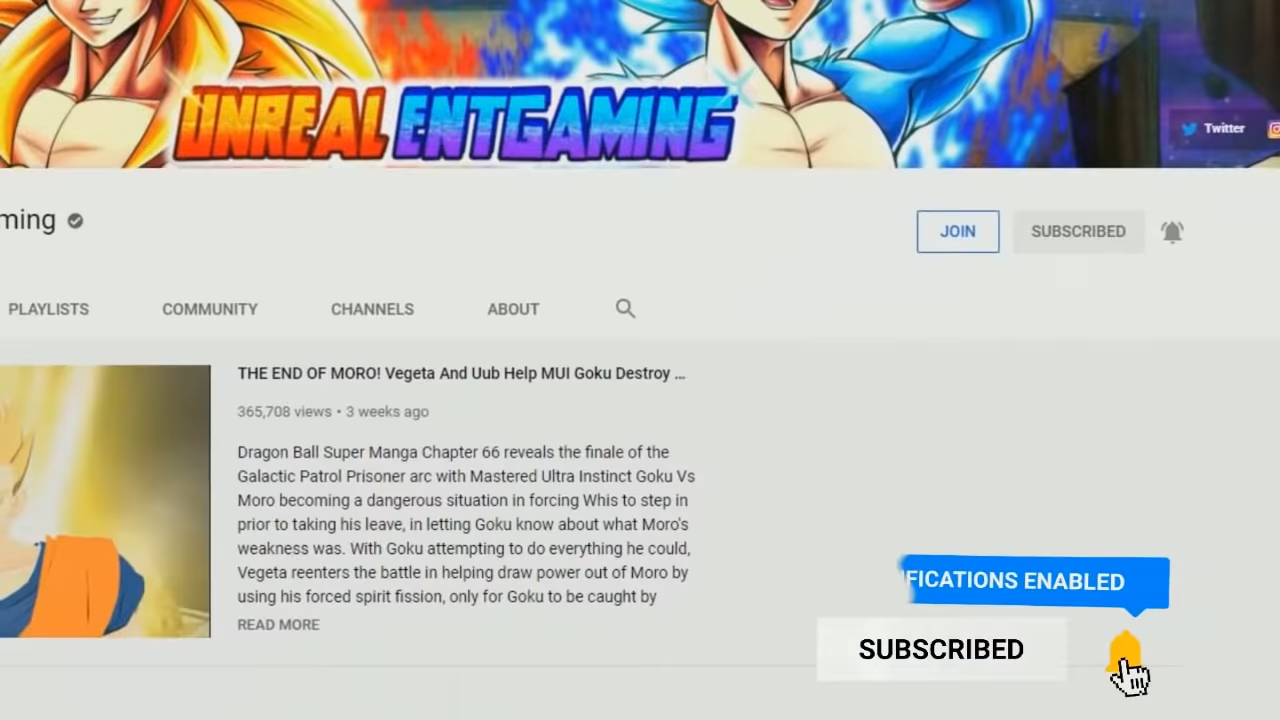 UNREAL ENTGAMING
Twitter
ming
JOIN
SUBSCRIBED
PLAYLISTS
COMMUNITY
CHANNELS
ABOUT
THE END OF MORO! Vegeta And Uub Help MUI Goku Destroy ...
365,708 views • 3 weeks ago
Dragon Ball Super Manga Chapter 66 reveals the finale of the
Galactic Patrol Prisoner arc with Mastered Ultra Instinct Goku Vs
Moro becoming a dangerous situation in forcing Whis to step in
prior to taking his leave, in letting Goku know about what Moro's
weakness was. With Goku attempting to do everything he could,
Vegeta reenters the battle in helping draw power out of Moro by
using his forced spirit fission, only for Goku to be caught by
READ MORE
FICATIONS ENABLED
SUBSCRIBED